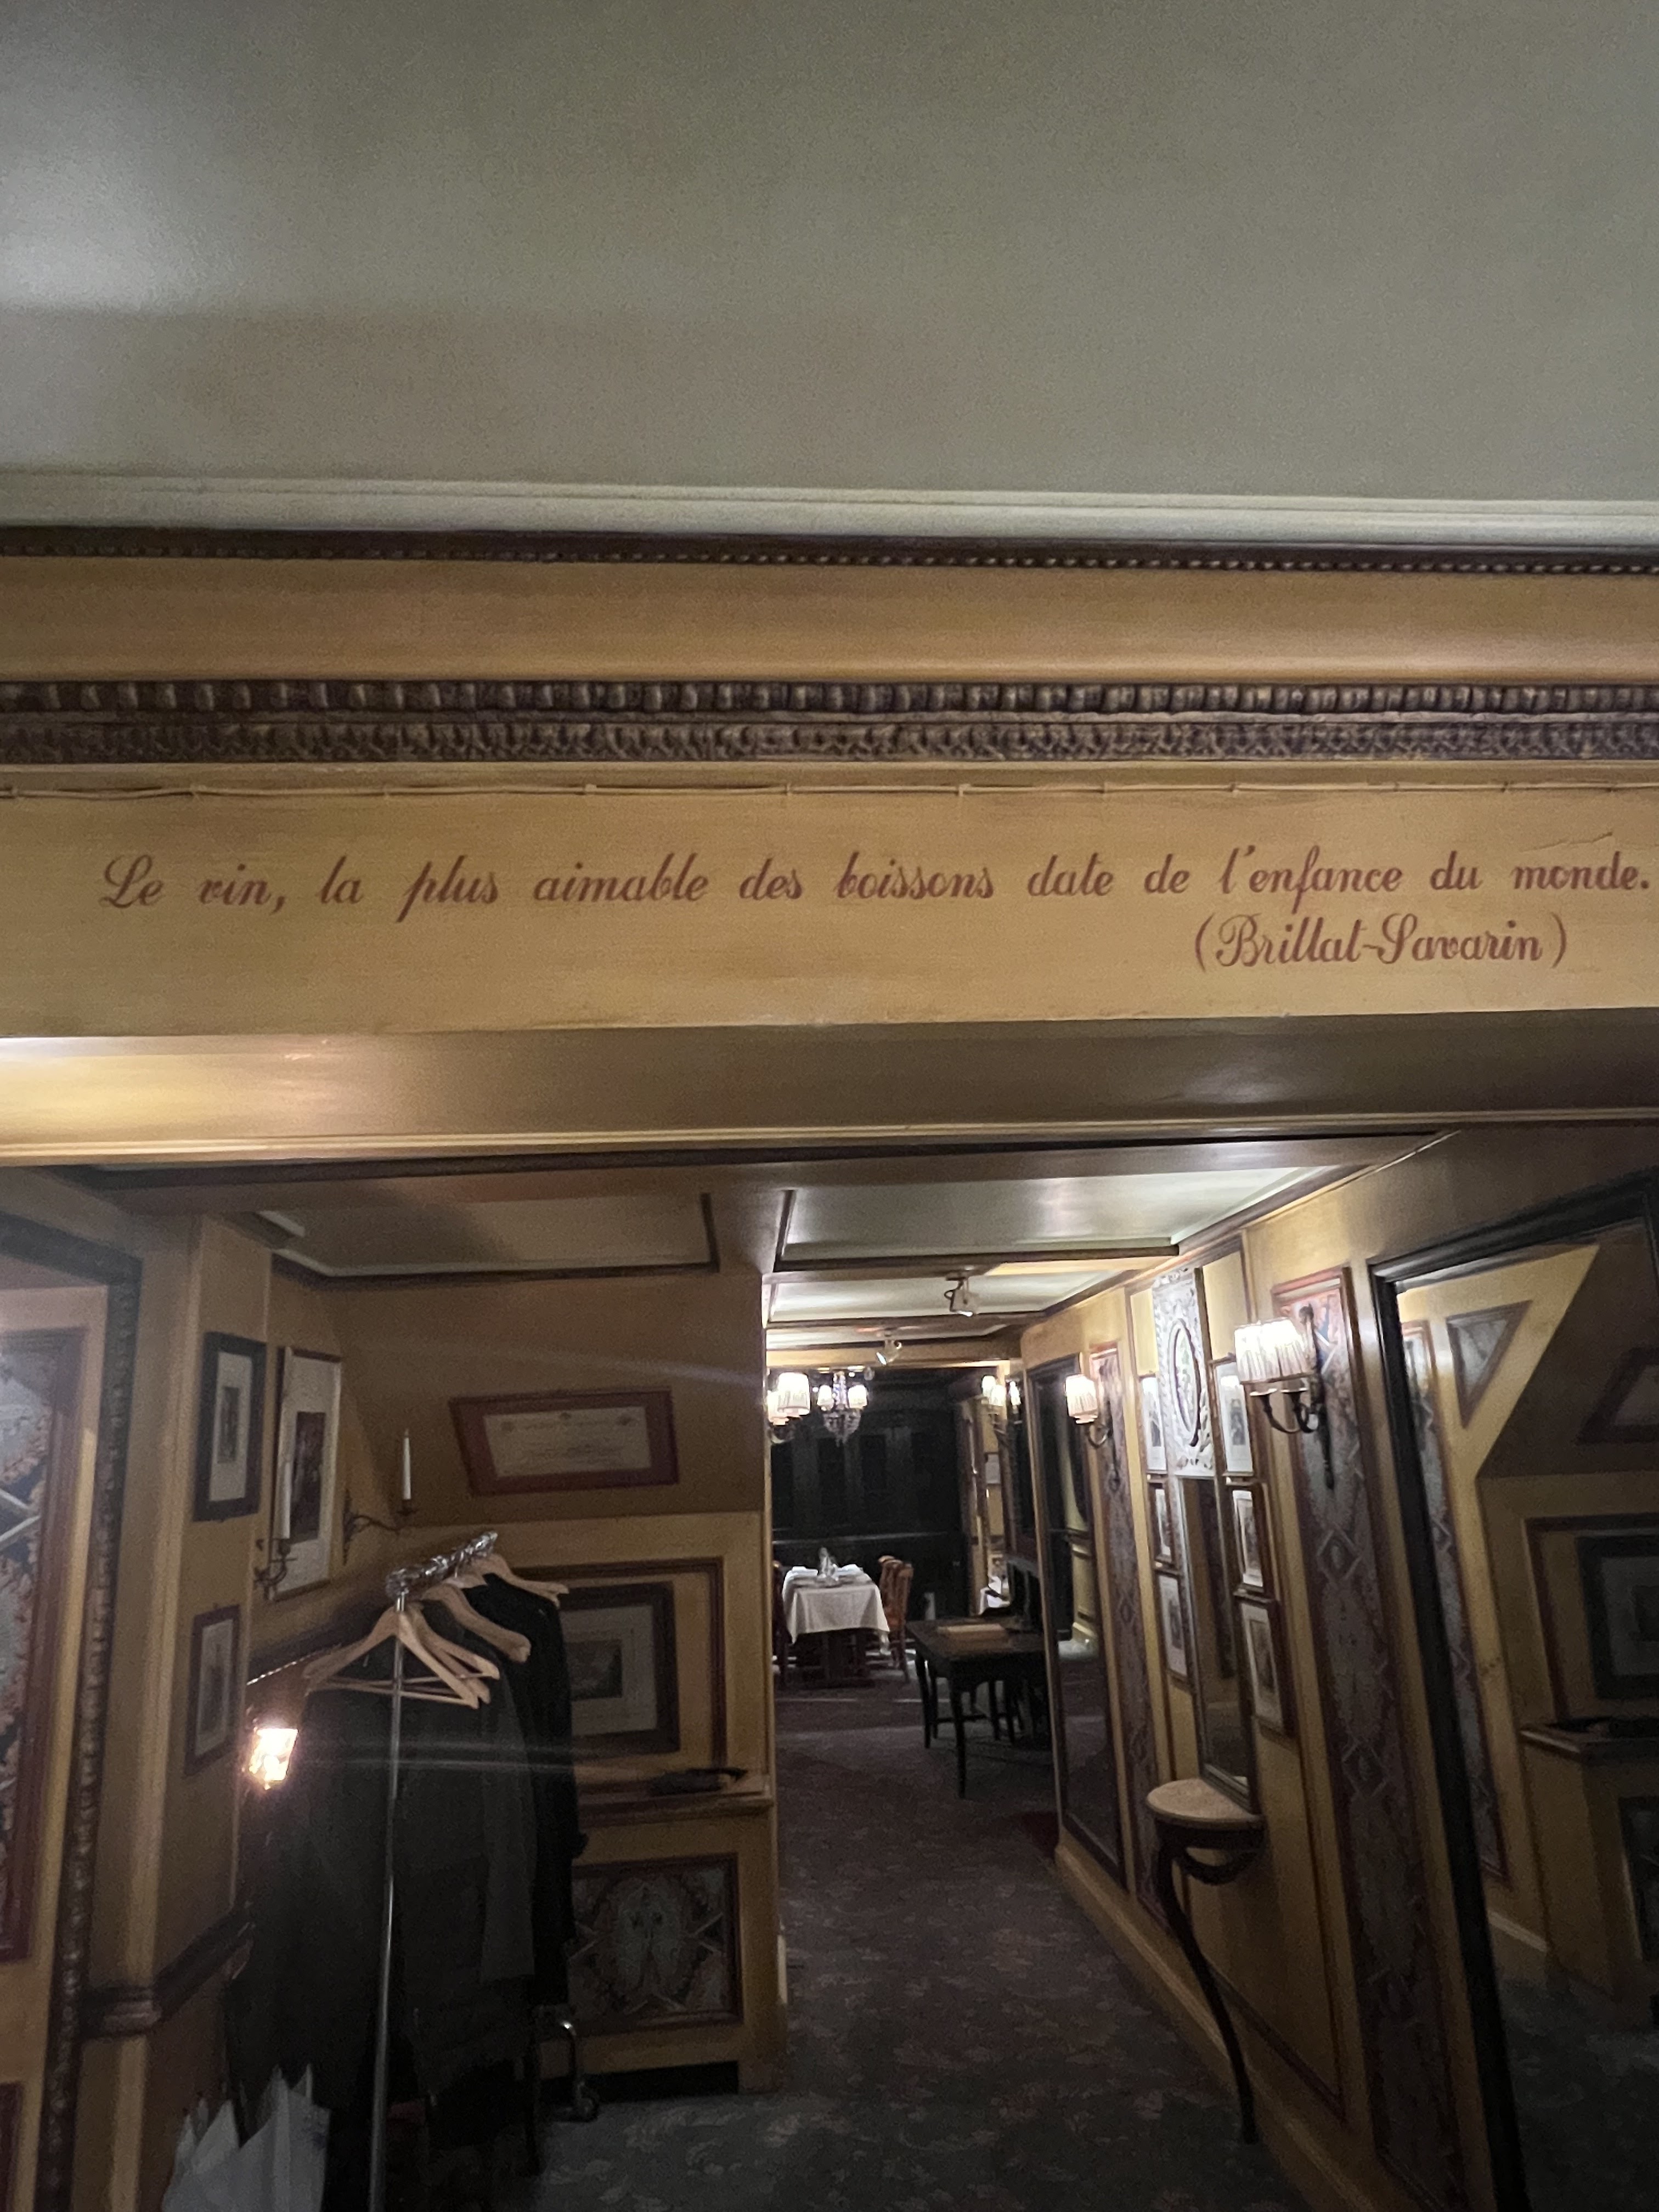 Le vin, la plus aimable des boissons date de l'enfance du monde.
(Brillat-Savarin)